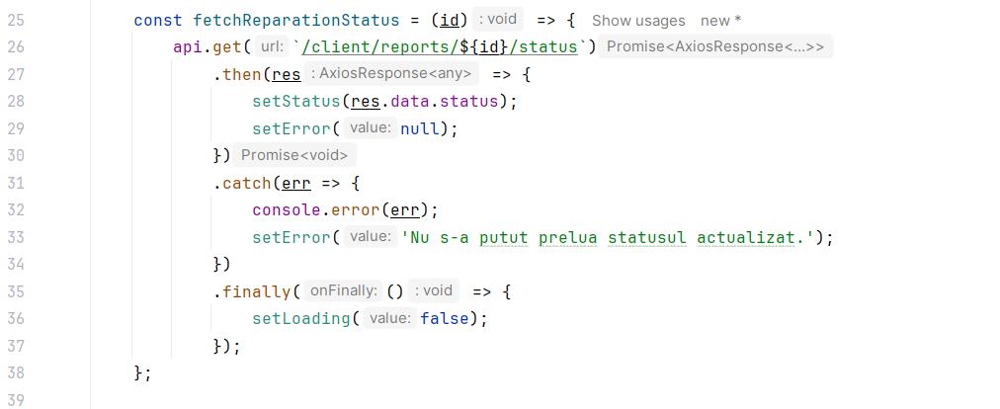 25 const fetchReparationStatus = (id) : void => { Show usages new *
26 api.get( url: `/client/reports/${id}/status`) Promise<AxiosResponse<...>>
27 .then(res : AxiosResponse<any> => {
28 setStatus(res.data.status);
29 setError( value: null);
30 }) Promise<void>
31 .catch(err => {
32 console.error(err);
33 setError( value: 'Nu s-a putut prelua statusul actualizat.');
34 })
35 .finally( onFinally: () : void => {
36 setLoading( value: false);
37 });
38 };
39